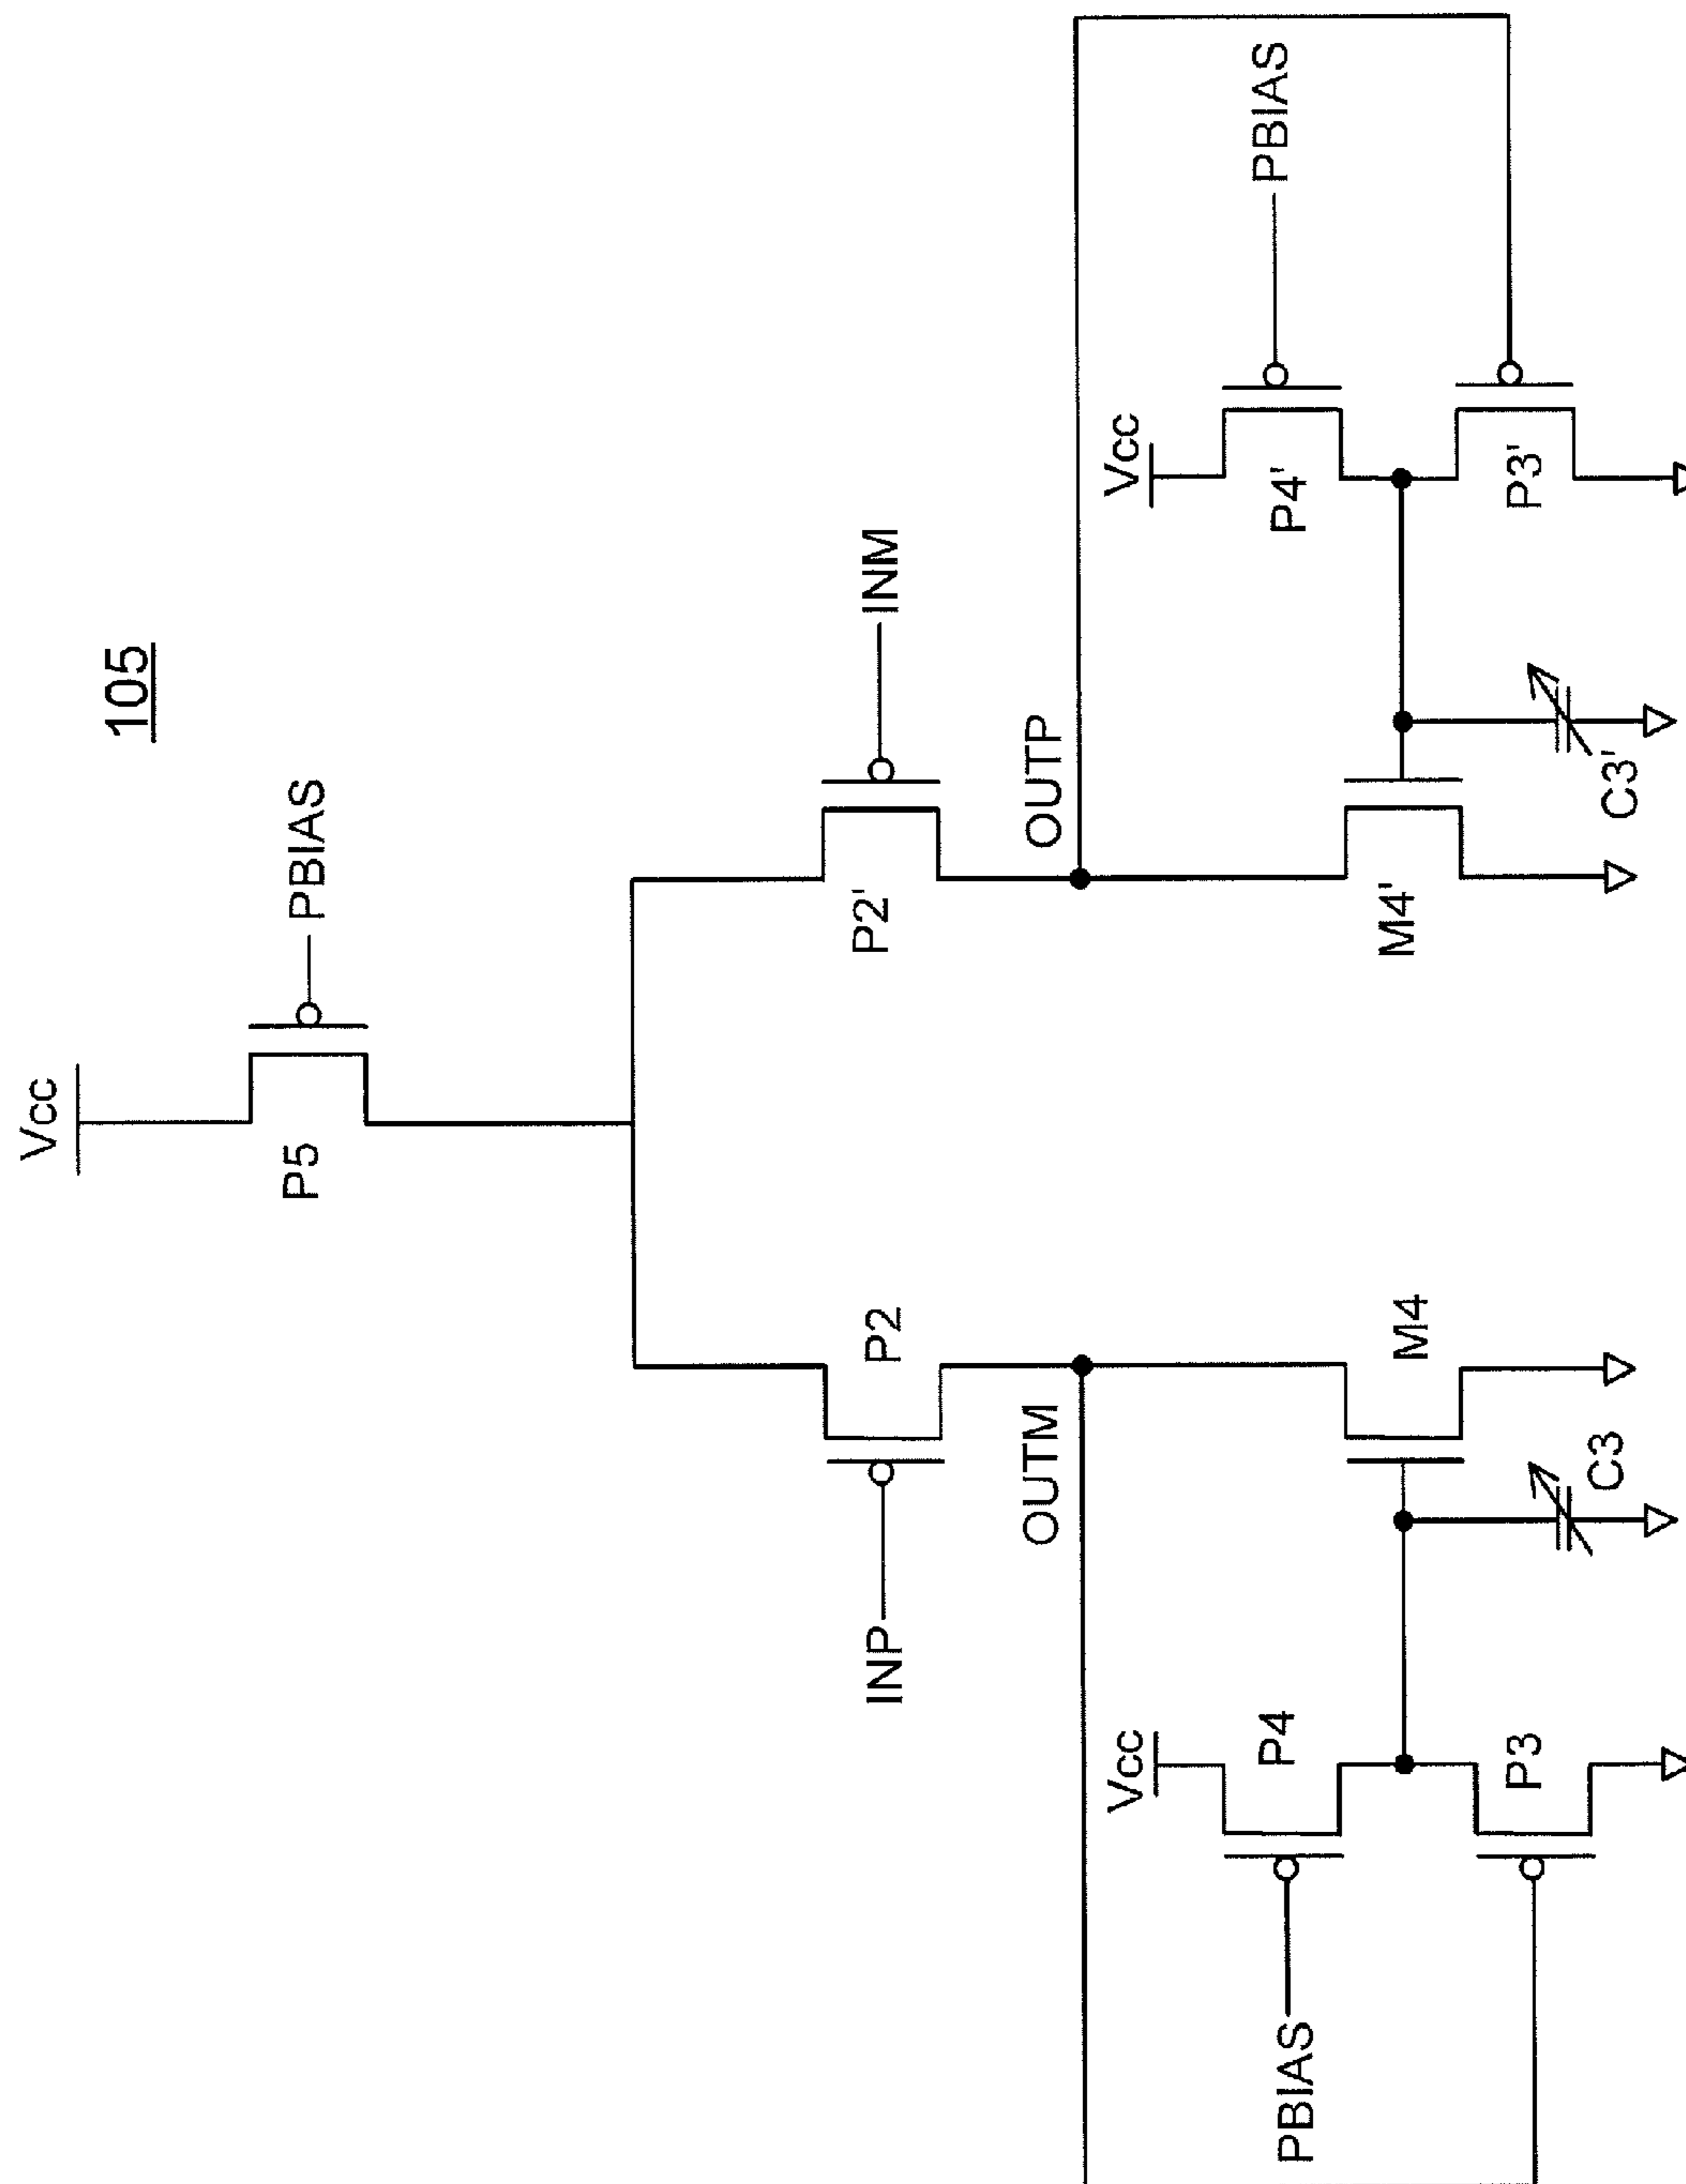 105
Vcc
P5
PBIAS
INP
P2
P2'
INM
OUTM
OUTP
Vcc
P4
PBIAS
P3
C3
M4
M4'
C3'
Vcc
P4'
PBIAS
P3'